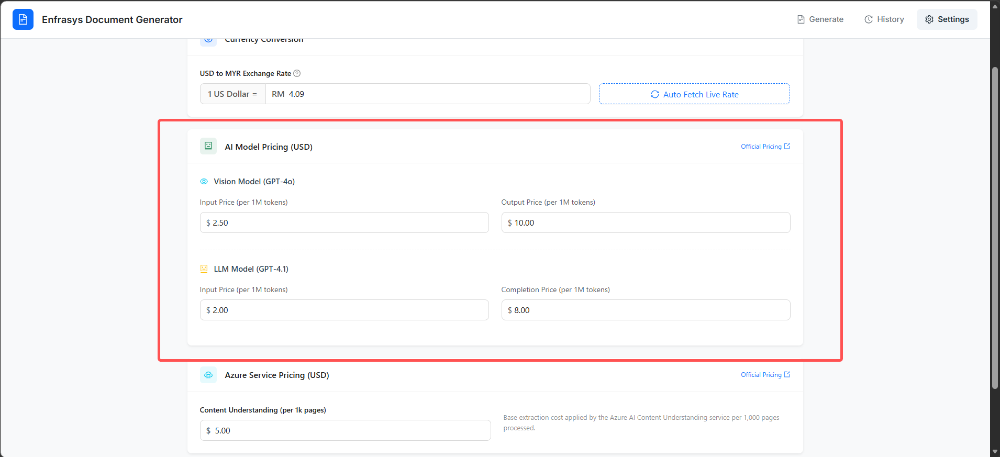 Enfrasys Document Generator
Generate
History
Settings
Currency Conversion
USD to MYR Exchange Rate
1 US Dollar =
RM 4.09
Auto Fetch Live Rate
AI Model Pricing (USD)
Official Pricing
Vision Model (GPT-4o)
Input Price (per 1M tokens)
Output Price (per 1M tokens)
$ 2.50
$ 10.00
LLM Model (GPT-4.1)
Input Price (per 1M tokens)
Completion Price (per 1M tokens)
$ 2.00
$ 8.00
Azure Service Pricing (USD)
Official Pricing
Content Understanding (per 1k pages)
$ 5.00
Base extraction cost applied by the Azure AI Content Understanding service per 1,000 pages
processed.